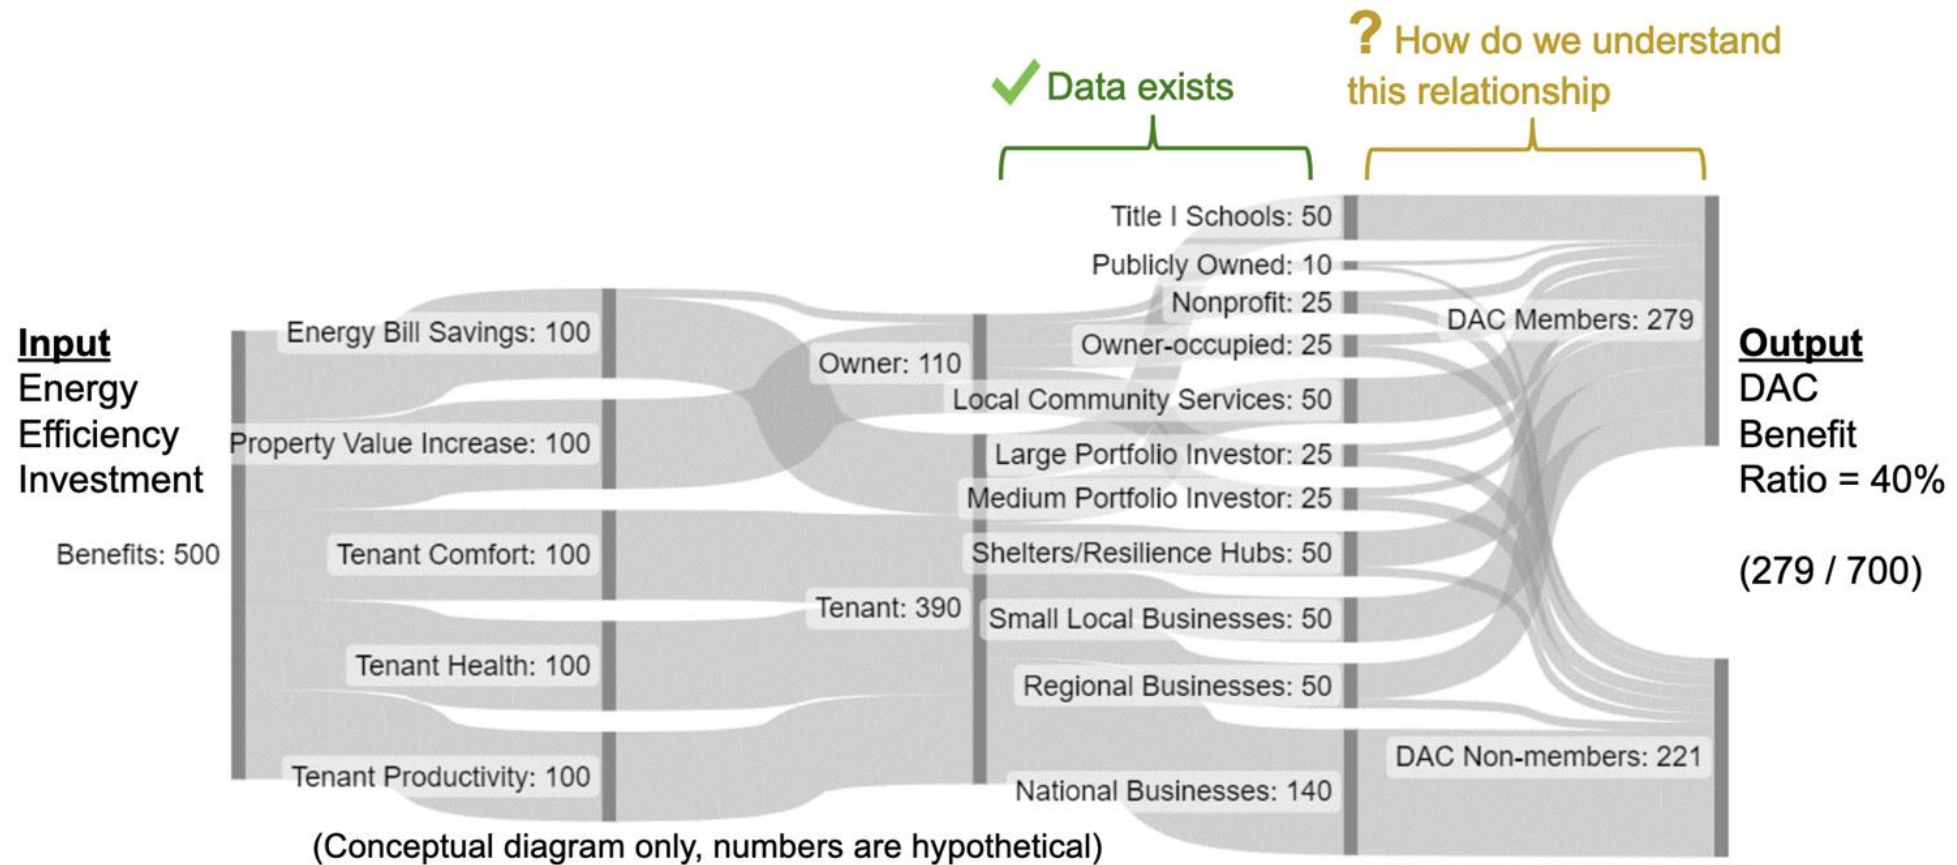 ? How do we understand
this relationship
Data exists
Input
Energy
Efficiency
Investment
Benefits: 500
Energy Bill Savings: 100
Property Value Increase: 100
Tenant Comfort: 100
Tenant Health: 100
Tenant Productivity: 100
Owner: 110
Tenant: 390
Title I Schools: 50
Publicly Owned: 10
Nonprofit: 25
Owner-occupied: 25
Local Community Services: 50
Large Portfolio Investor: 25
Medium Portfolio Investor: 25
Shelters/Resilience Hubs: 50
Small Local Businesses: 50
Regional Businesses: 50
National Businesses: 140
DAC Members: 279
DAC Non-members: 221
Output
DAC
Benefit
Ratio = 40%
(279 / 700)
(Conceptual diagram only, numbers are hypothetical)